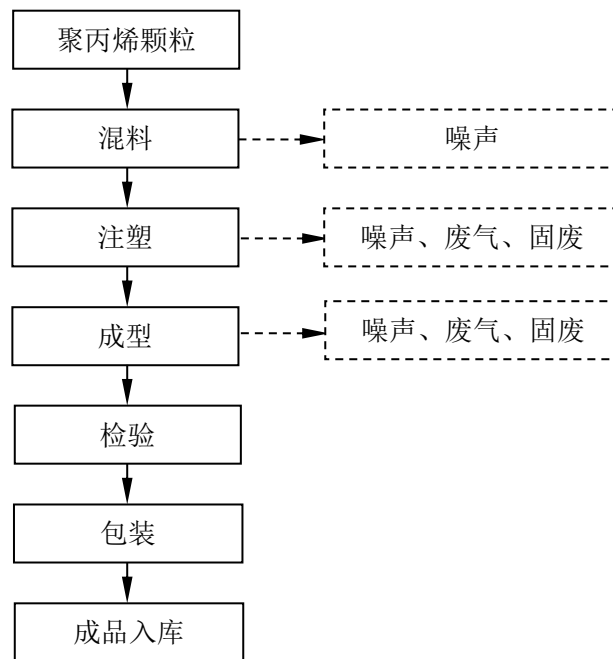 聚丙烯颗粒
混料
噪声
注塑
噪声、废气、固废
成型
噪声、废气、固废
检验
包装
成品入库